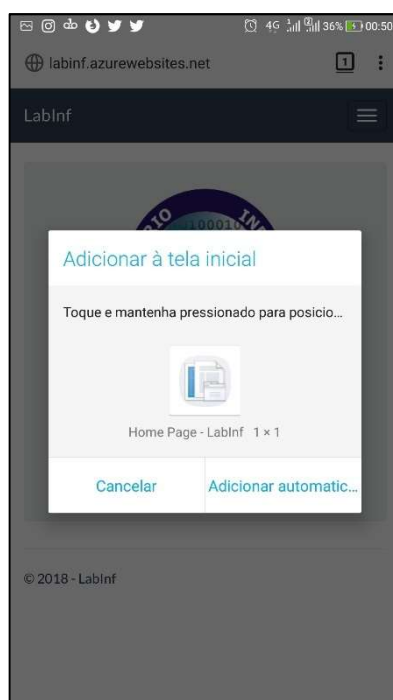 4G 36% 00:50
labinf.azurewebsites.net 1
LabInf
Adicionar à tela inicial
Toque e mantenha pressionado para posicio...
Home Page - LabInf 1 × 1
Cancelar Adicionar automatic...
© 2018 - LabInf